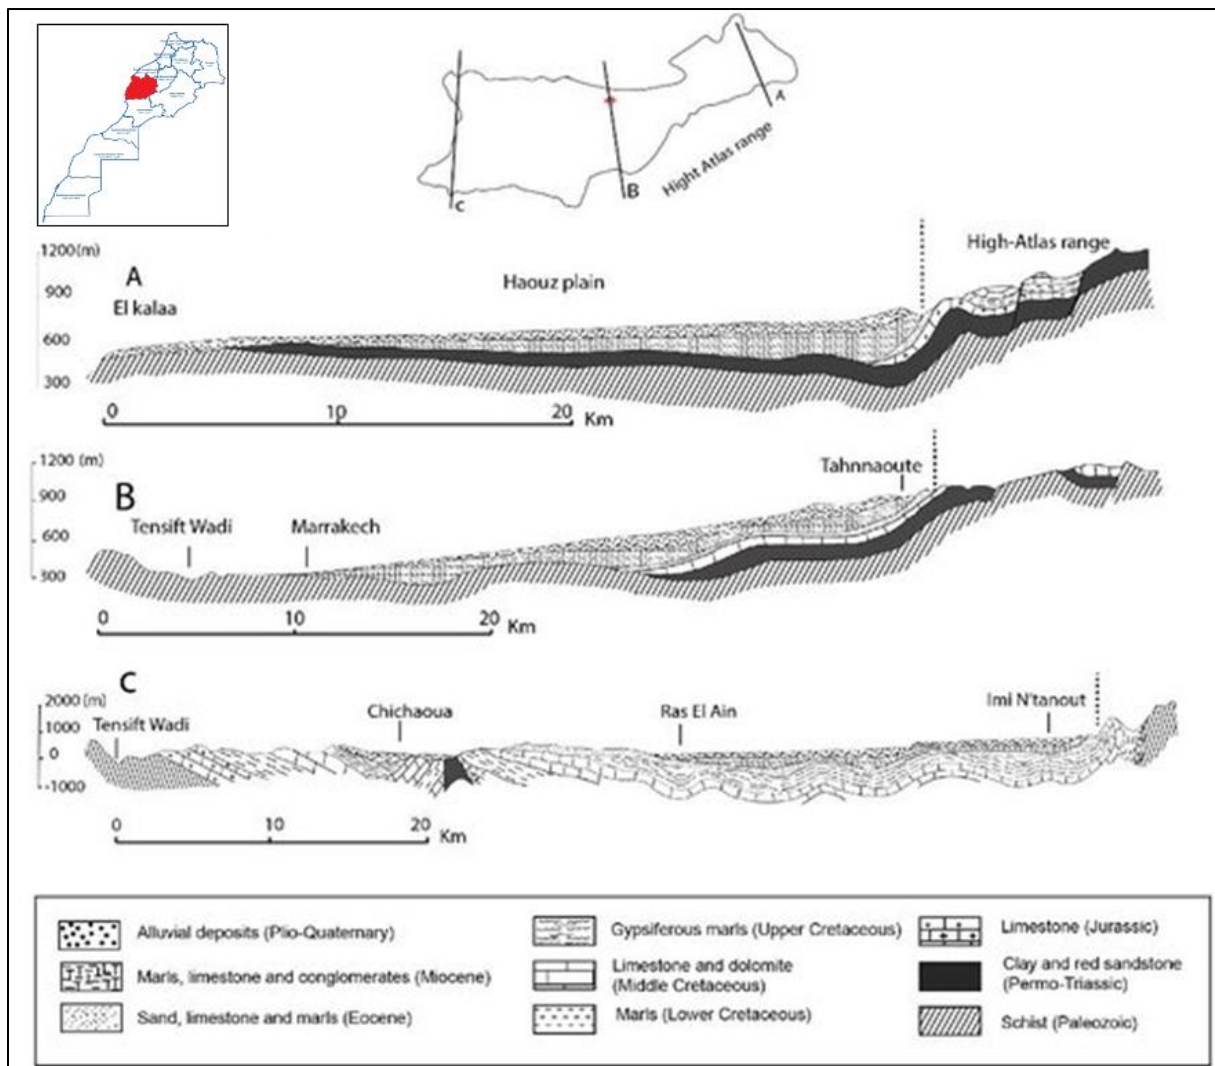 A
B
C
Hight Atlas range
1200(m)
900
600
300
A
El kalaa
Haouz plain
High-Atlas range
0 10 20 Km
1200 (m)
900
600
300
B
Tensift Wadi
Marrakech
Tahnnaoute
0 10 20 Km
C
2000 (m)
1000
0
-1000
Tensift Wadi
Chichaoua
Ras El Ain
Imi N'tanout
0 10 20 Km
Alluvial deposits (Plio-Quaternary)
Marls, limestone and conglomerates (Miocene)
Sand, limestone and marls (Eocene)
Gypsiferous marls (Upper Cretaceous)
Limestone and dolomite
(Middle Cretaceous)
Marls (Lower Cretaceous)
Limestone (Jurassic)
Clay and red sandstone
(Permo-Triassic)
Schist (Paleozoic)